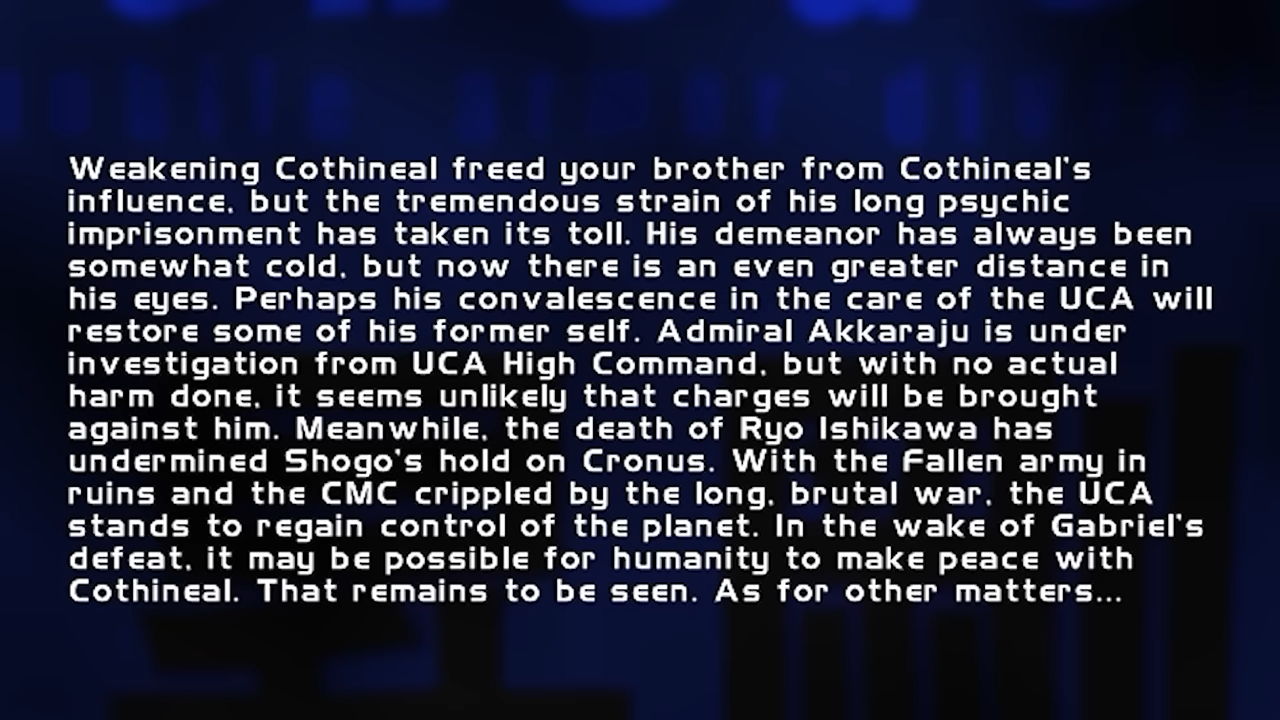 Weakening Cothineal freed your brother from Cothineal's
influence, but the tremendous strain of his long psychic
imprisonment has taken its toll. His demeanor has always been
somewhat cold, but now there is an even greater distance in
his eyes. Perhaps his convalescence in the care of the UCA will
restore some of his former self. Admiral Akkaraju is under
investigation from UCA High Command, but with no actual
harm done, it seems unlikely that charges will be brought
against him. Meanwhile, the death of Ryo Ishikawa has
undermined Shogo's hold on Cronus. With the Fallen army in
ruins and the CMC crippled by the long, brutal war, the UCA
stands to regain control of the planet. In the wake of Gabriel's
defeat, it may be possible for humanity to make peace with
Cothineal. That remains to be seen. As for other matters...